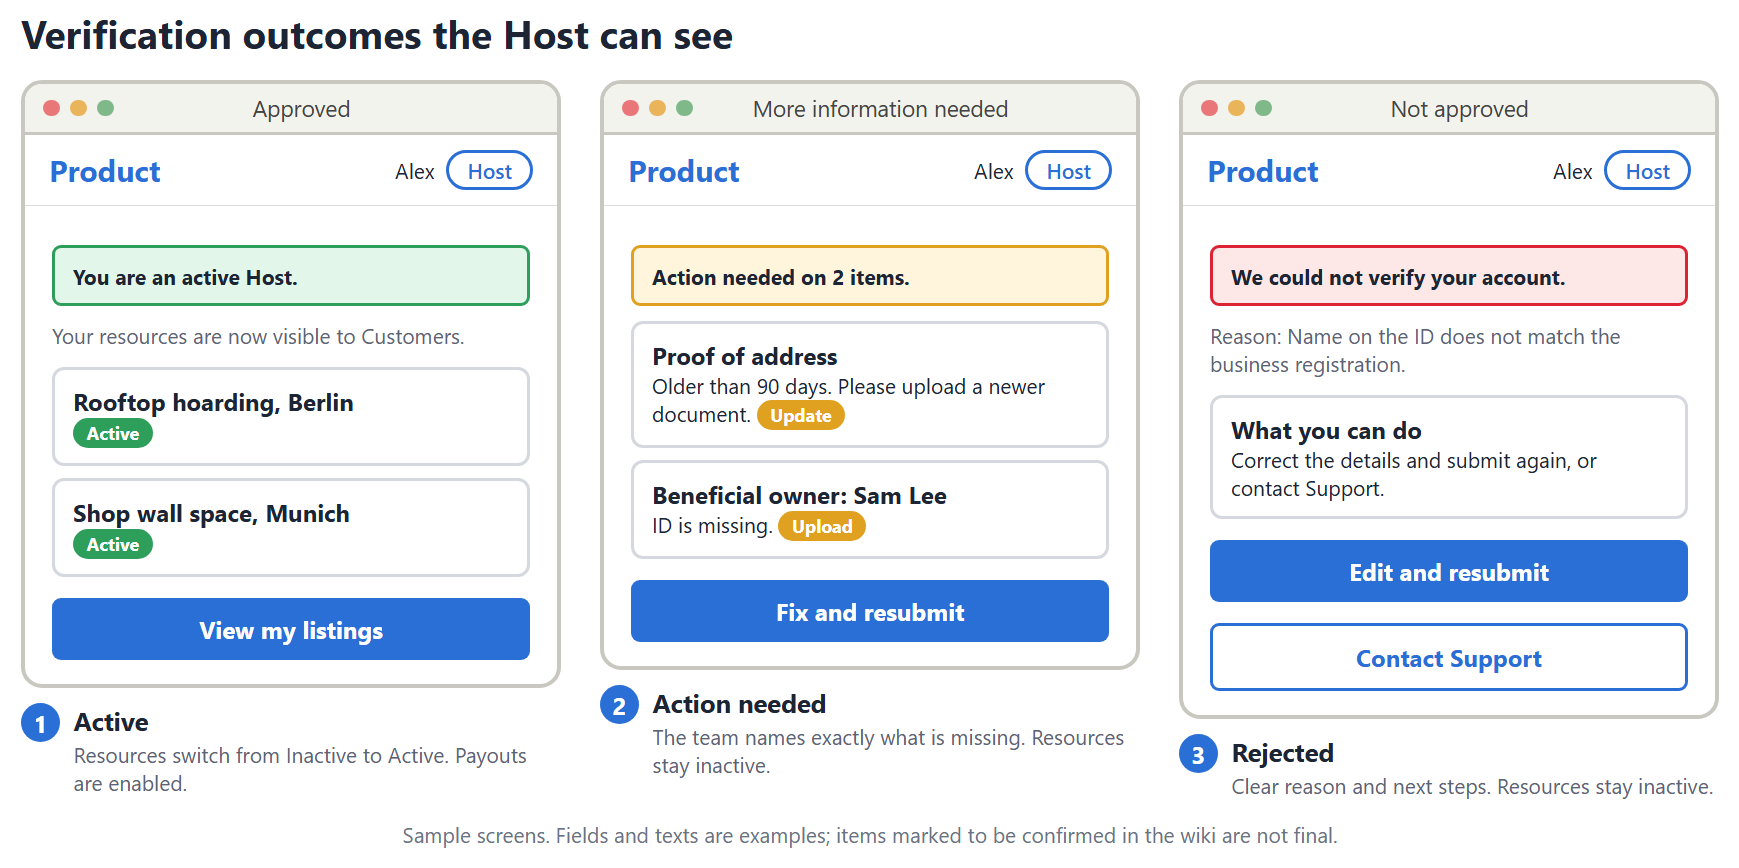 Verification outcomes the Host can see
Approved
Product
Alex
Host
You are an active Host.
Your resources are now visible to Customers.
Rooftop hoarding, Berlin
Active
Shop wall space, Munich
Active
View my listings
1
Active
Resources switch from Inactive to Active. Payouts
are enabled.
More information needed
Product
Alex
Host
Action needed on 2 items.
Proof of address
Older than 90 days. Please upload a newer
document. Update
Beneficial owner: Sam Lee
ID is missing. Upload
Fix and resubmit
2
Action needed
The team names exactly what is missing. Resources
stay inactive.
Not approved
Product
Alex
Host
We could not verify your account.
Reason: Name on the ID does not match the
business registration.
What you can do
Correct the details and submit again, or
contact Support.
Edit and resubmit
Contact Support
3
Rejected
Clear reason and next steps. Resources stay inactive.
Sample screens. Fields and texts are examples; items marked to be confirmed in the wiki are not final.